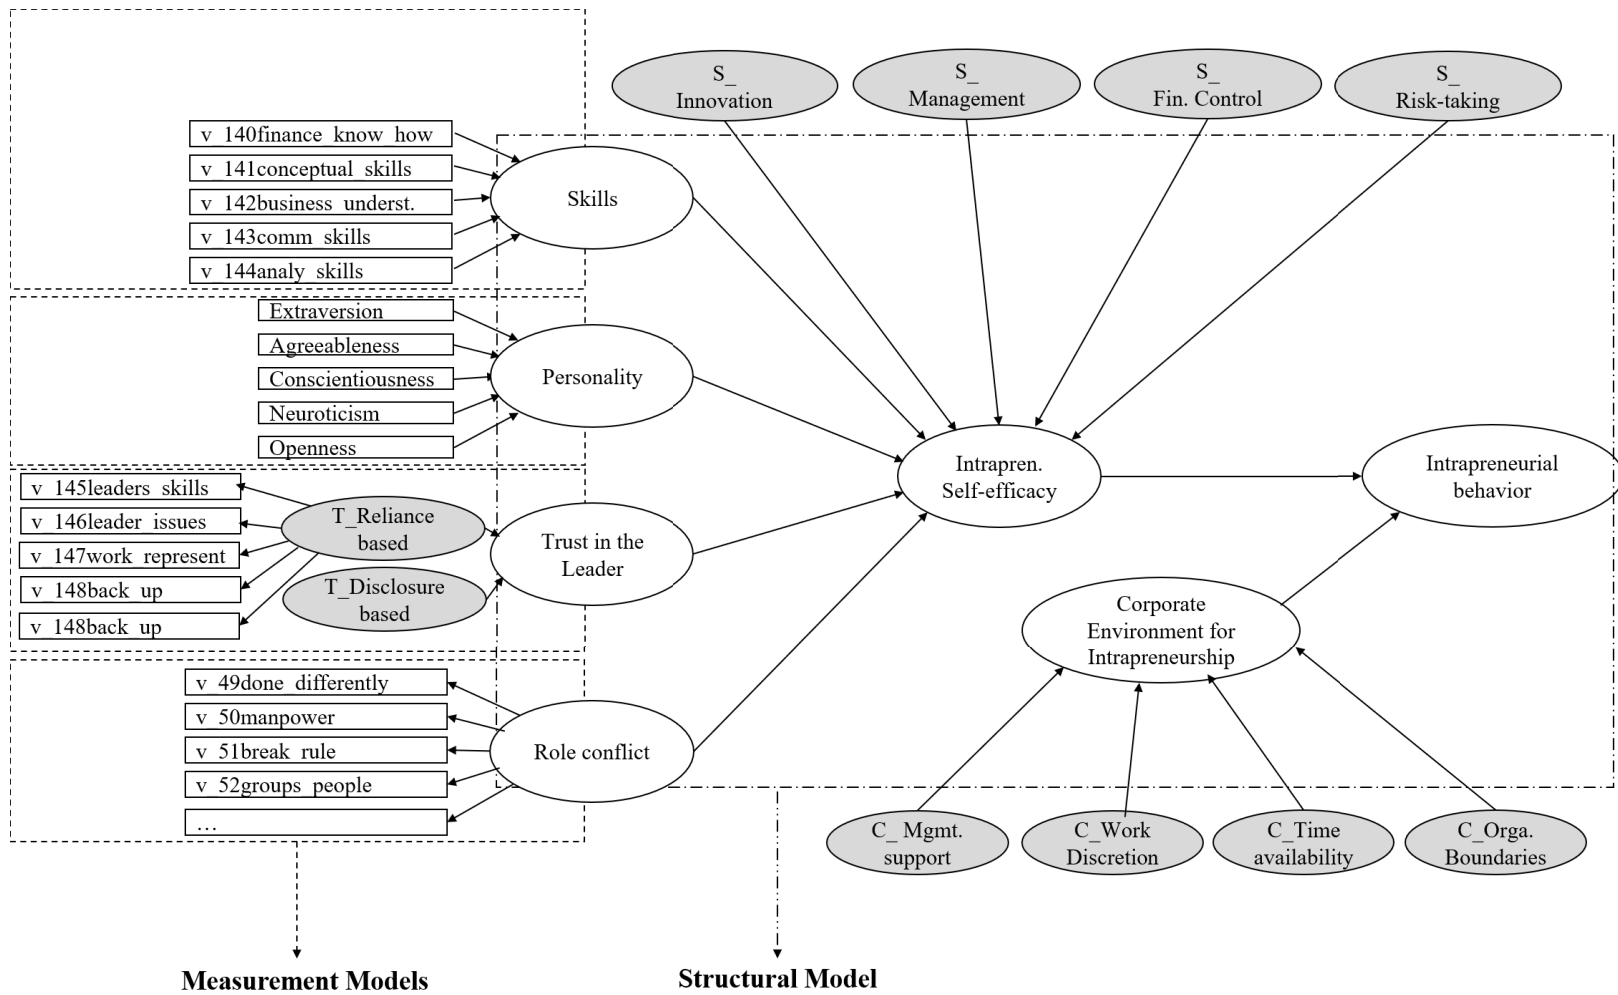 S_
Innovation
S_
Management
S_
Fin. Control
S_
Risk-taking
v_140finance_know_how
v_141conceptual_skills
v_142business_underst.
v_143comm_skills
v_144analy_skills
Skills
Extraversion
Agreeableness
Conscientiousness
Neuroticism
Openness
Personality
Intrapren.
Self-efficacy
Intrapreneurial
behavior
v_145leaders_skills
v_146leader_issues
v_147work_represent
v_148back_up
v_148back_up
T_Reliance
based
T_Disclosure
based
Trust in the
Leader
Corporate
Environment for
Intrapreneurship
v_49done_differently
v_50manpower
v_51break_rule
v_52groups_people
…
Role conflict
C_ Mgmt.
support
C_Work
Discretion
C_Time
availability
C_Orga.
Boundaries
Measurement Models
Structural Model